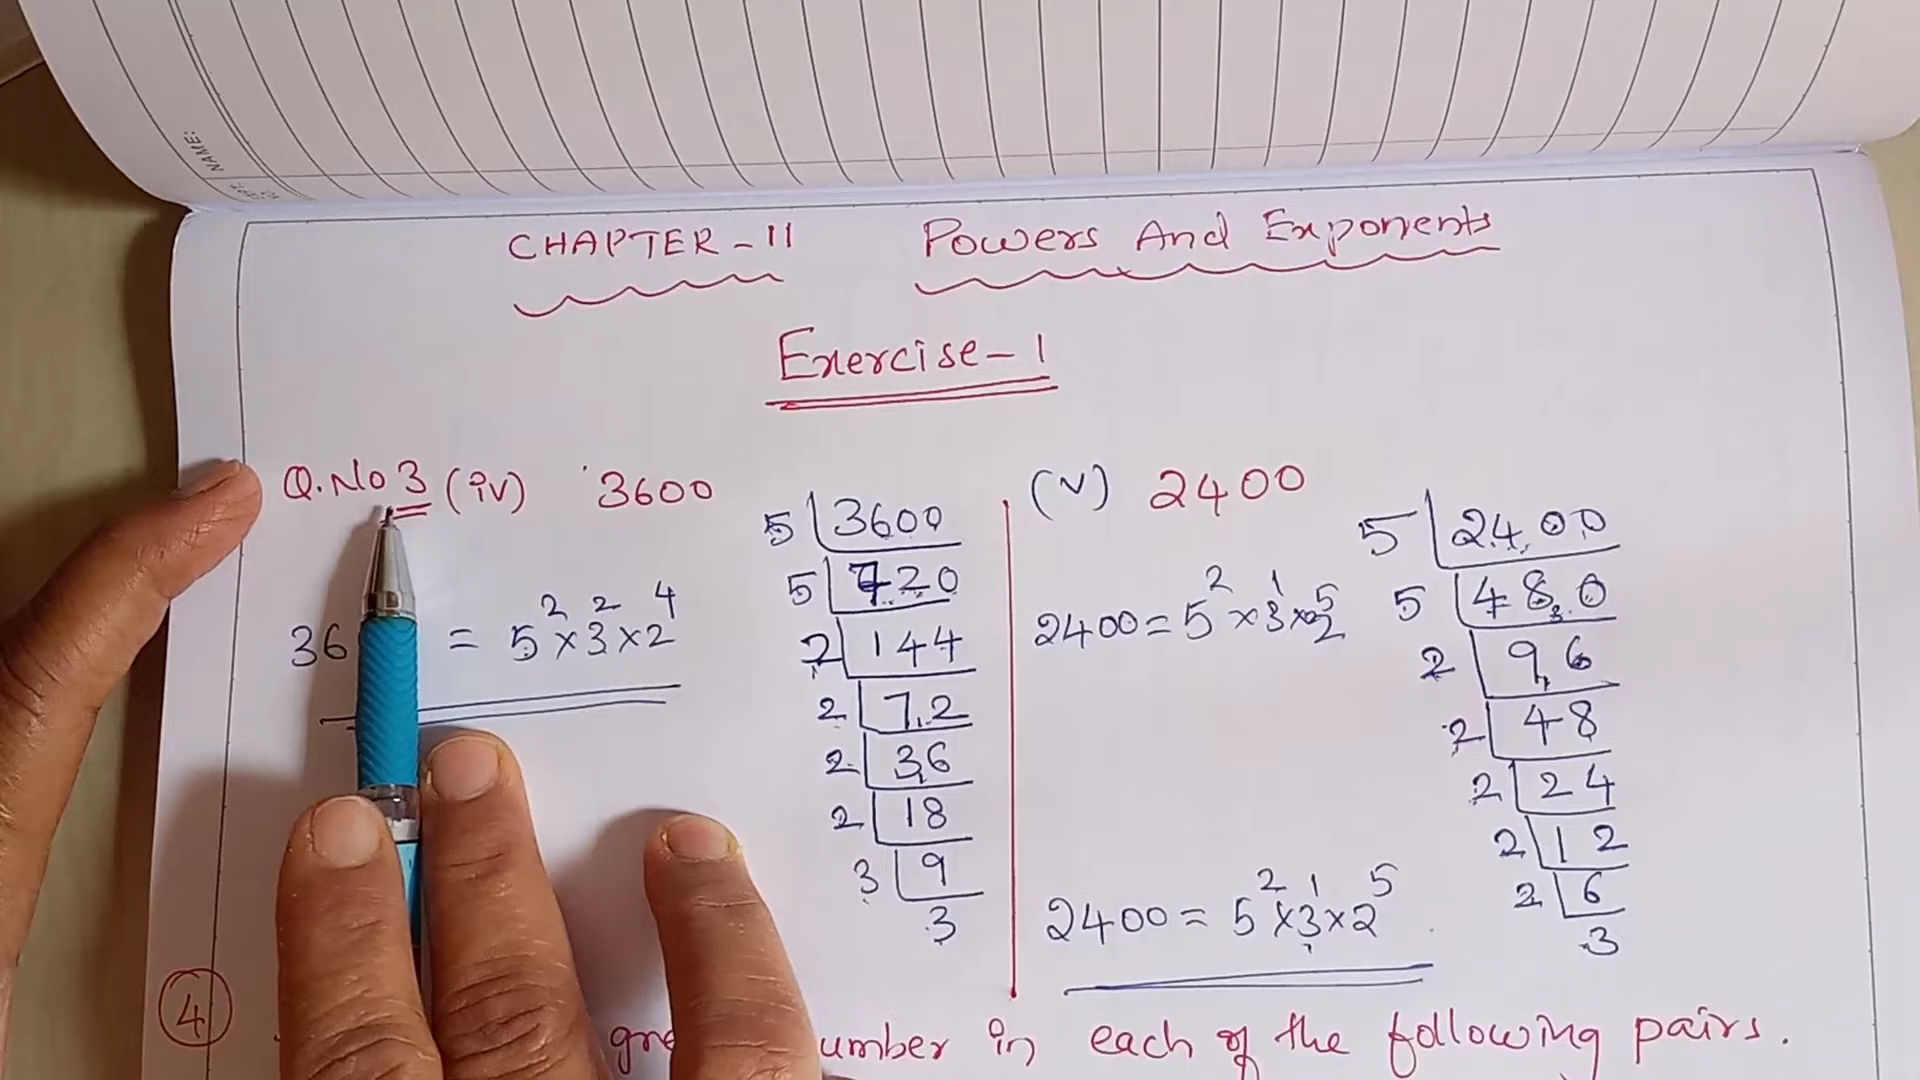 NAME:
CHAPTER - 11 Powers And Exponents
Exercise - 1
Q.No 3 (iv) 3600
36 = 5² × 3² × 2⁴
5 | 3600
5 | 720
2 | 144
2 | 72
2 | 36
2 | 18
3 | 9
3
(v) 2400
2400 = 5² × 3¹ × 2⁵
5 | 2400
5 | 480
2 | 96
2 | 48
2 | 24
2 | 12
2 | 6
3
2400 = 5² × 3¹ × 2⁵
4 in each of the following pairs.